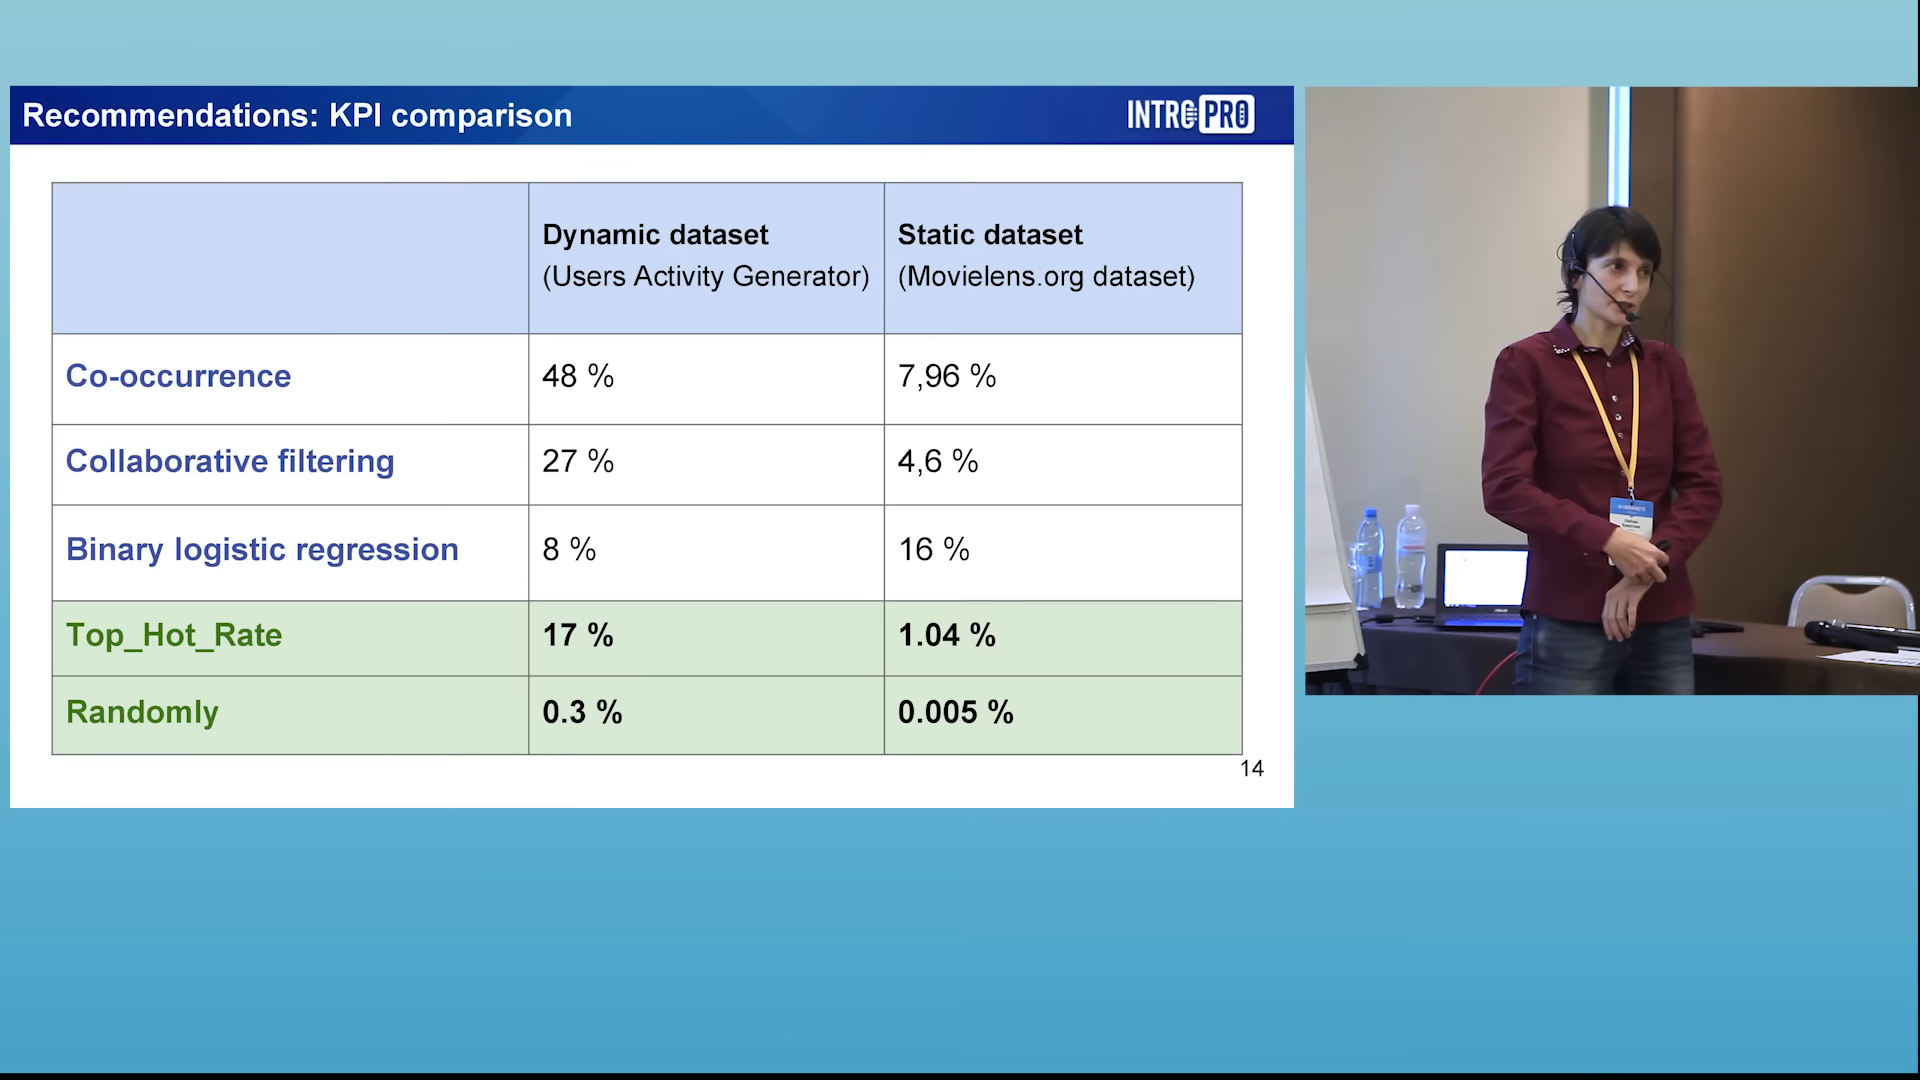 Recommendations: KPI comparison
INTROPRO
Dynamic dataset
(Users Activity Generator)
Static dataset
(Movielens.org dataset)
Co-occurrence
48 %
7,96 %
Collaborative filtering
27 %
4,6 %
Binary logistic regression
8 %
16 %
Top_Hot_Rate
17 %
1.04 %
Randomly
0.3 %
0.005 %
14